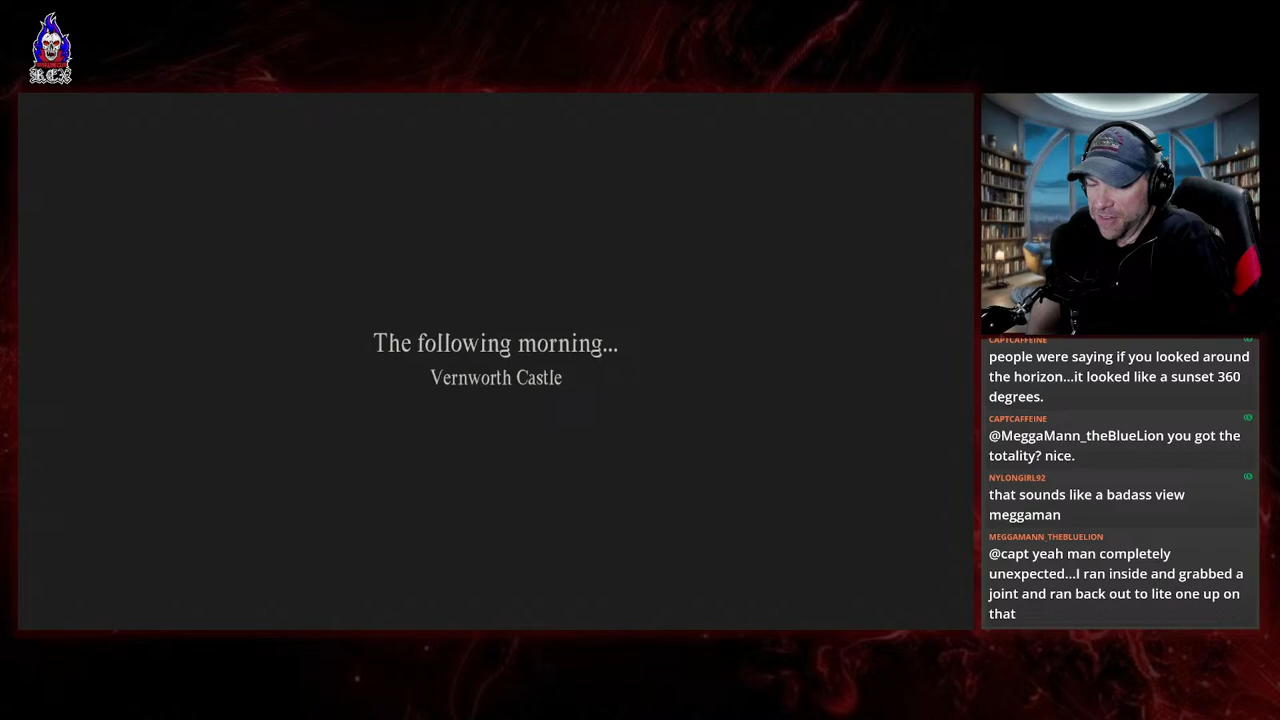 REX
The following morning...
Vernworth Castle
CAPTCAFFEINE
people were saying if you looked around
the horizon...it looked like a sunset 360
degrees.
CAPTCAFFEINE
@MeggaMann_theBlueLion you got the
totality? nice.
NYLONGIRL92
that sounds like a badass view
meggaman
MEGGAMANN_THEBLUELION
@capt yeah man completely
unexpected...I ran inside and grabbed a
joint and ran back out to lite one up on
that